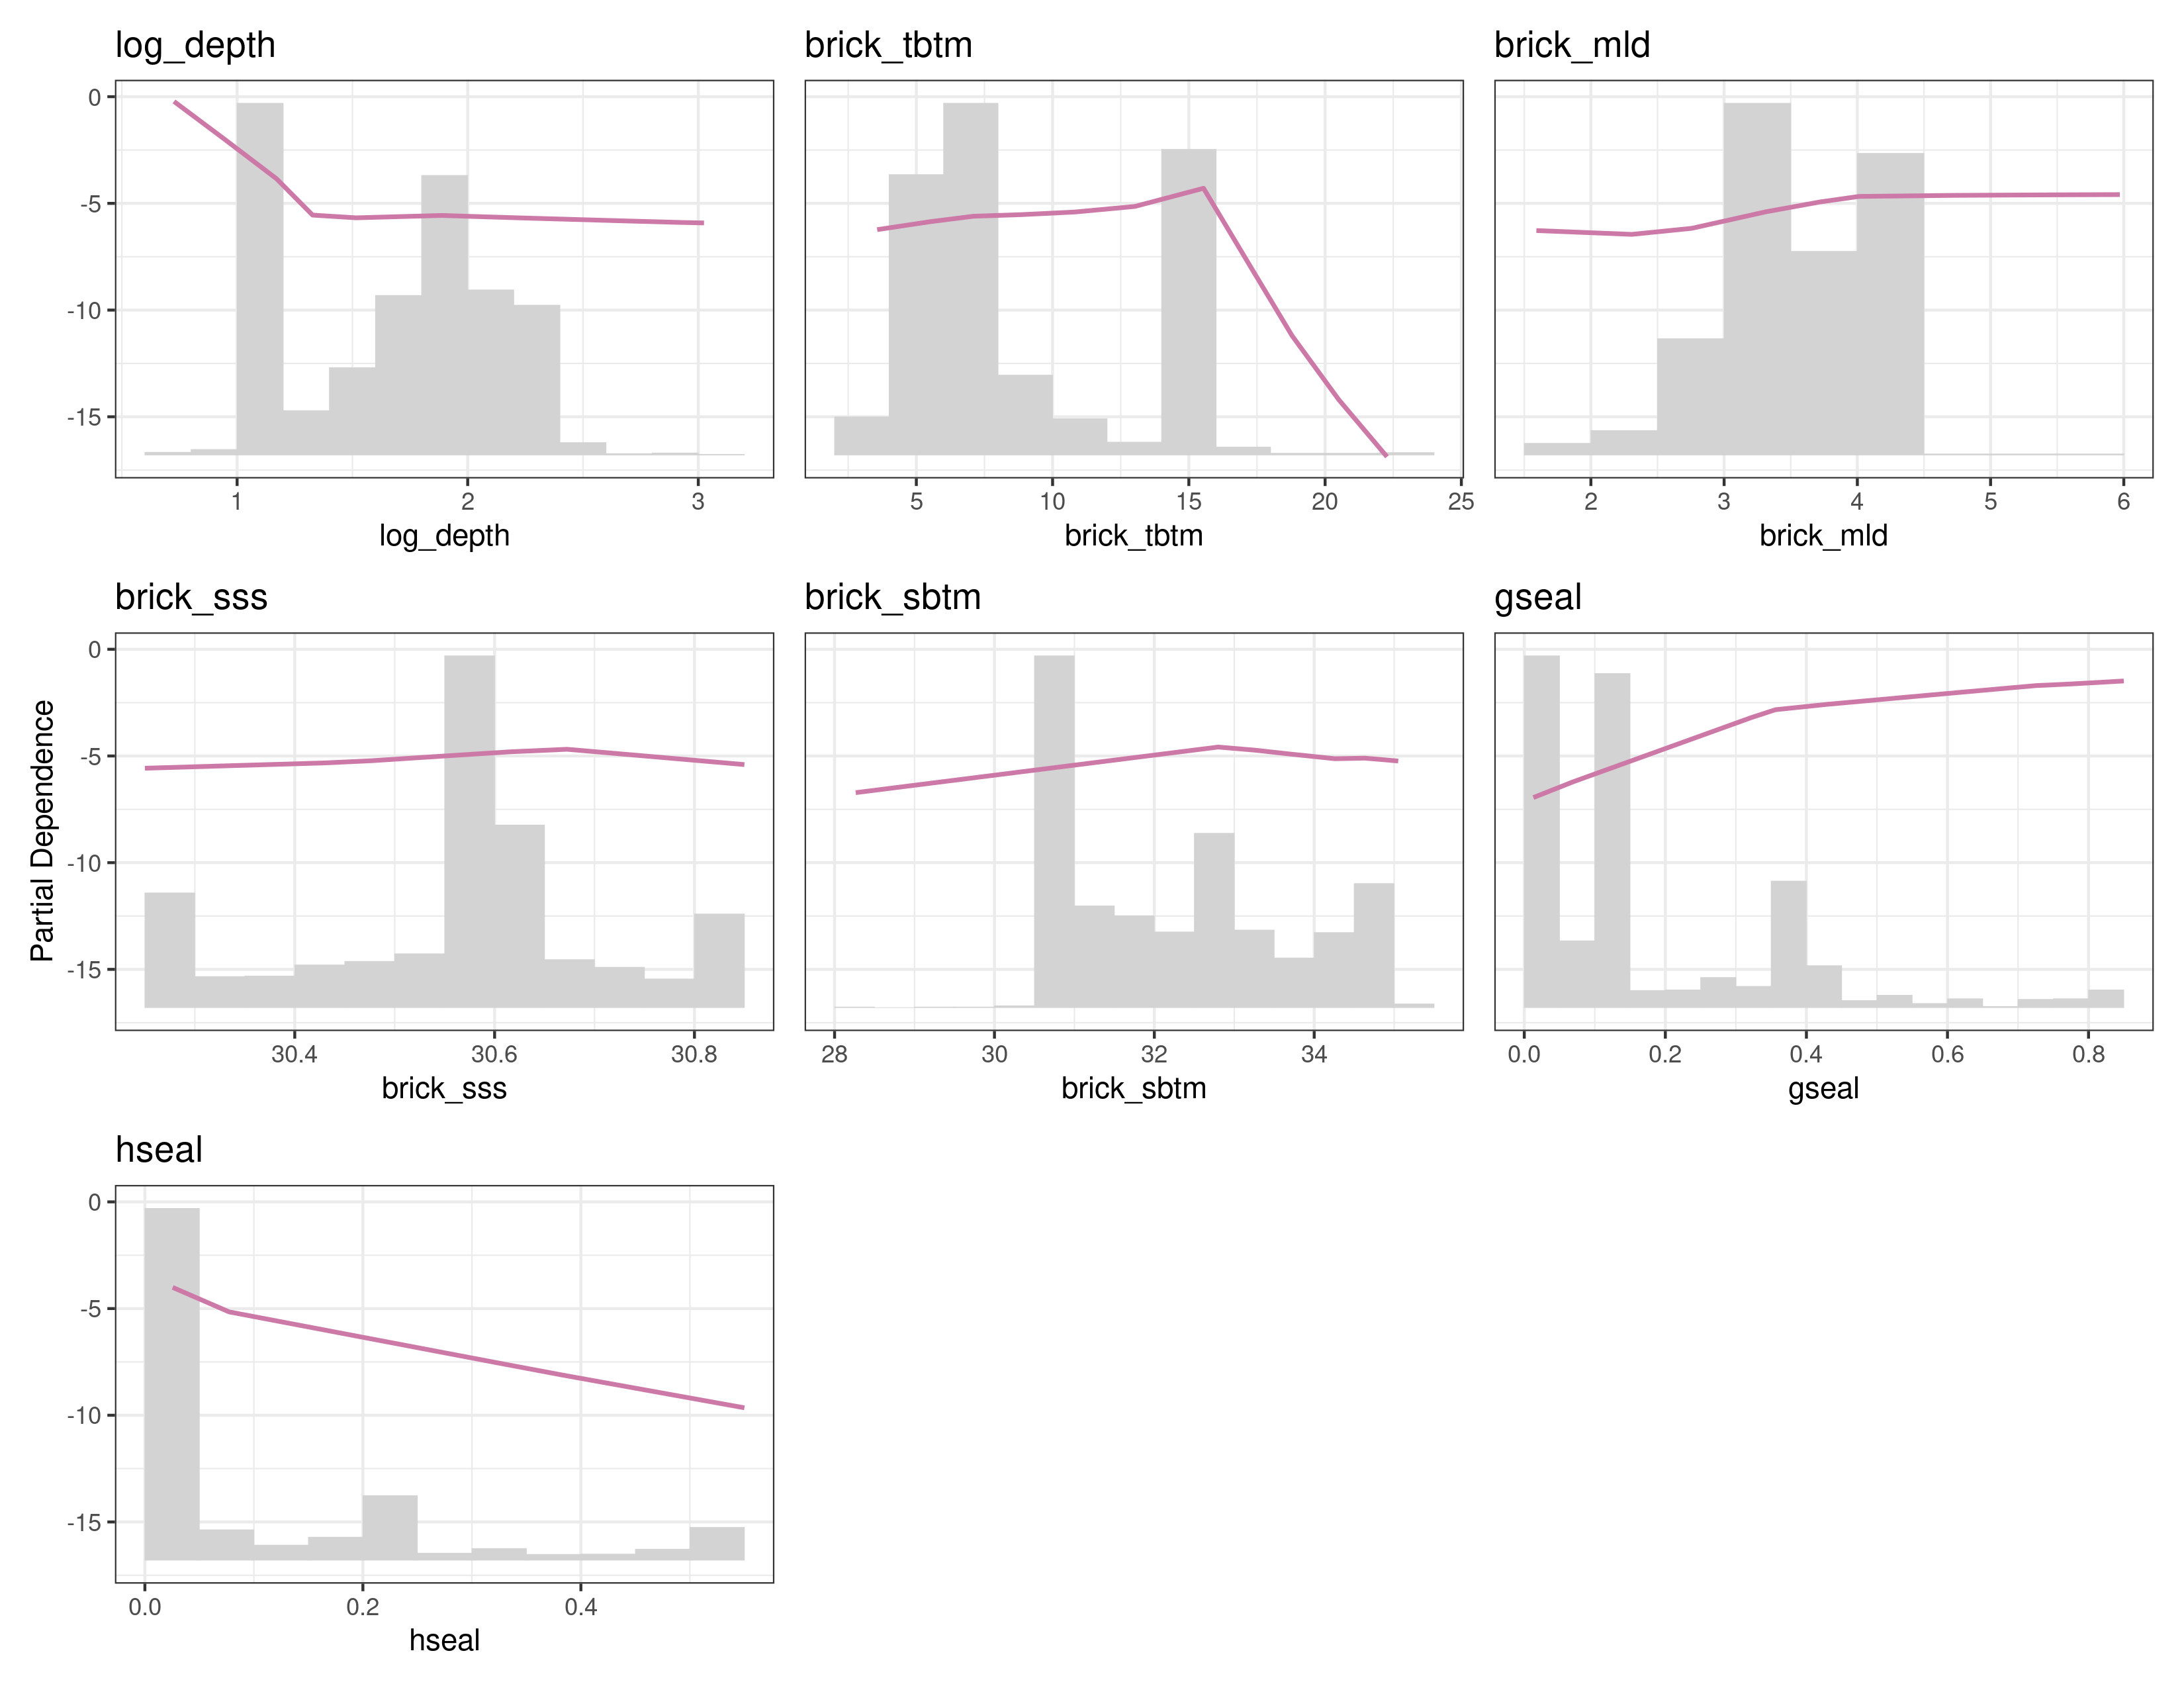 log_depth
brick_tbtm
brick_mld
0
-5
-10
-15
1 2 3
5 10 15 20 25
2 3 4 5 6
log_depth
brick_tbtm
brick_mld
brick_sss
brick_sbtm
gseal
Partial Dependence
0
-5
-10
-15
30.4 30.6 30.8
28 30 32 34
0.0 0.2 0.4 0.6 0.8
brick_sss
brick_sbtm
gseal
hseal
0
-5
-10
-15
0.0 0.2 0.4
hseal